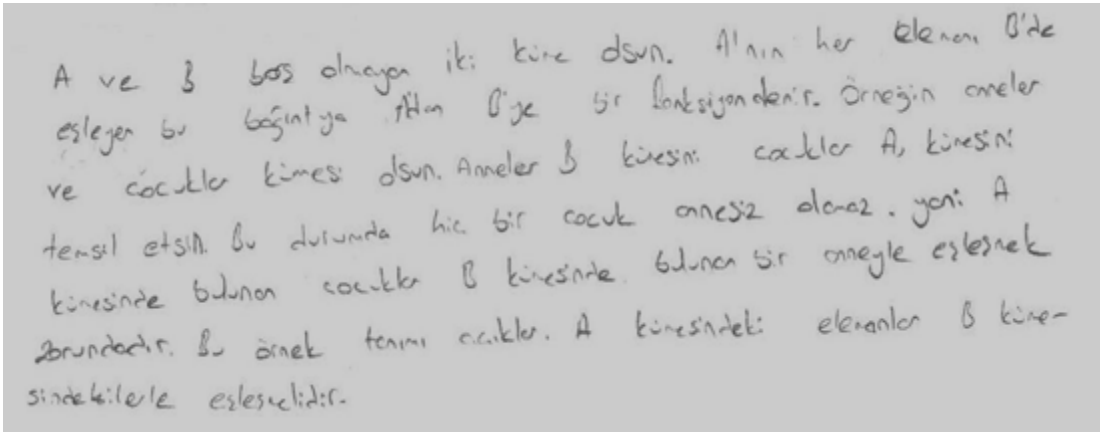 A ve B boş olmayan iki küme olsun. A'nın her elemanı B'de
eşleyen bu bağıntıya A'dan B'ye bir fonksiyon denir. Örneğin anneler
ve çocuklar kümesi olsun. Anneler B kümesini çocuklar A, kümesini
temsil etsin. Bu durumda hiç bir çocuk annesiz olamaz. yani A
kümesinde bulunan çocuklar B kümesinde bulunan bir anneyle eşleşmek
zorundadır. Bu örnek tanımı açıklar. A kümesindeki elemanlar B küme-
sindekilerle eşleşmelidir.